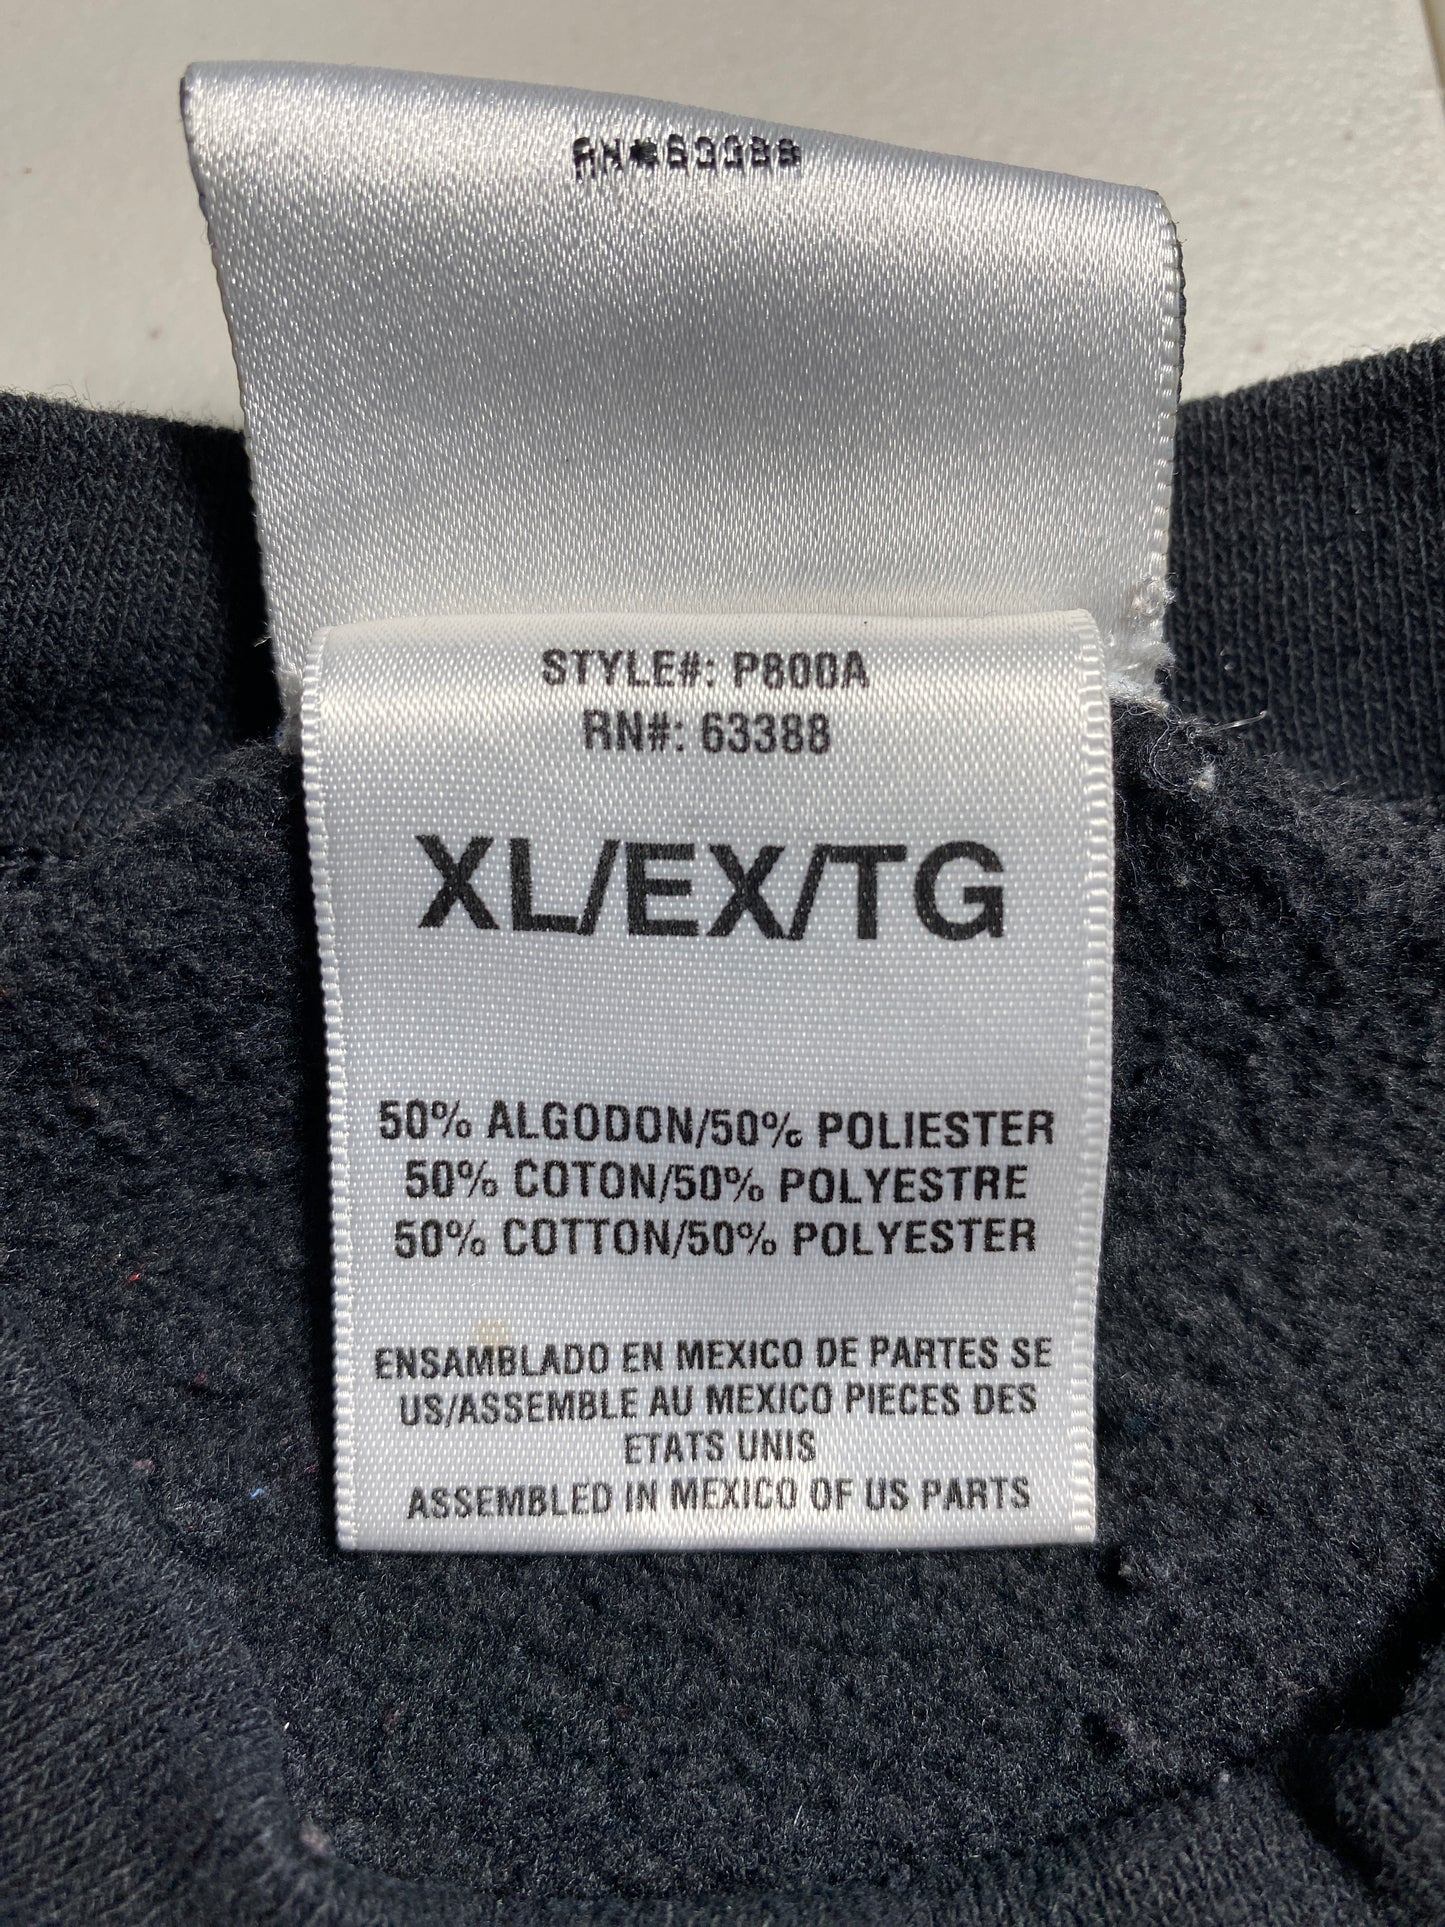 STYLE#: P800A
RN#: 63388
XL/EX/TG
50% ALGODON/50% POLIESTER
50% COTON/50% POLYESTRE
50% COTTON/50% POLYESTER
ENSAMBLADO EN MEXICO DE PARTES SE
US/ASSEMBLE AU MEXICO PIECES DES
ETATS UNIS
ASSEMBLED IN MEXICO OF US PARTS